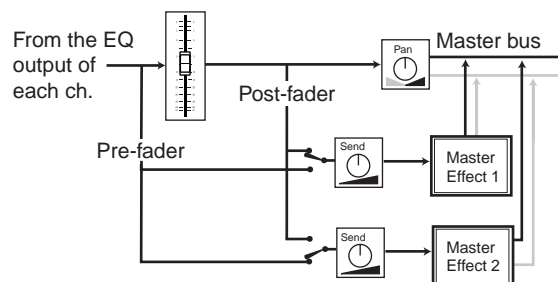 From the EQ
output of
each ch.
Pan
Master bus
Post-fader
Pre-fader
Send
Master
Effect 1
Send
Master
Effect 2